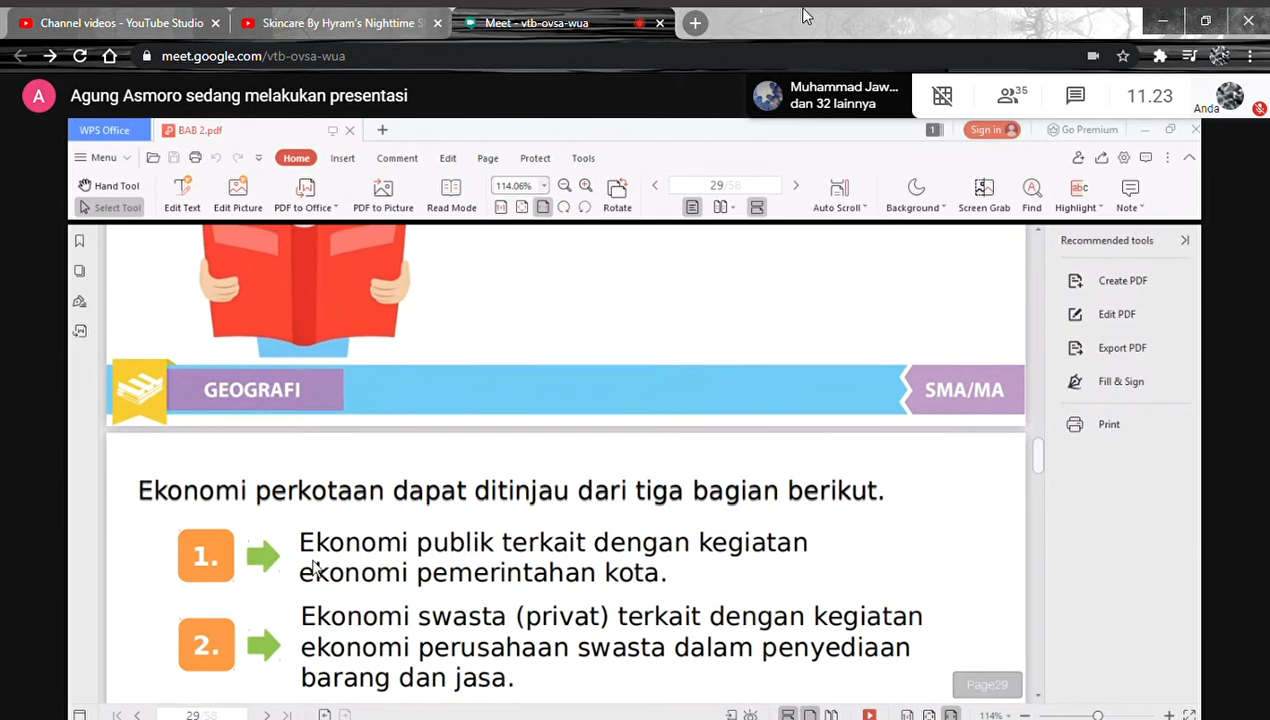 Channel videos - YouTube Studio
Skincare By Hyram's Nighttime S
Meet - vtb-ovsa-wua
meet.google.com/vtb-ovsa-wua
A Agung Asmoro sedang melakukan presentasi
Muhammad Jaw...
dan 32 lainnya
35
11.23
Anda
WPS Office
BAB 2.pdf
1
Sign in
Go Premium
Menu
Home
Insert
Comment
Edit
Page
Protect
Tools
Hand Tool
Select Tool
Edit Text
Edit Picture
PDF to Office
PDF to Picture
Read Mode
114.06%
Rotate
29/58
Auto Scroll
Background
Screen Grab
Find
Highlight
Note
Recommended tools
Create PDF
Edit PDF
Export PDF
Fill & Sign
Print
GEOGRAFI
SMA/MA
Ekonomi perkotaan dapat ditinjau dari tiga bagian berikut.
1.
Ekonomi publik terkait dengan kegiatan
ekonomi pemerintahan kota.
2.
Ekonomi swasta (privat) terkait dengan kegiatan
ekonomi perusahaan swasta dalam penyediaan
barang dan jasa.
Page29
29/58
114%